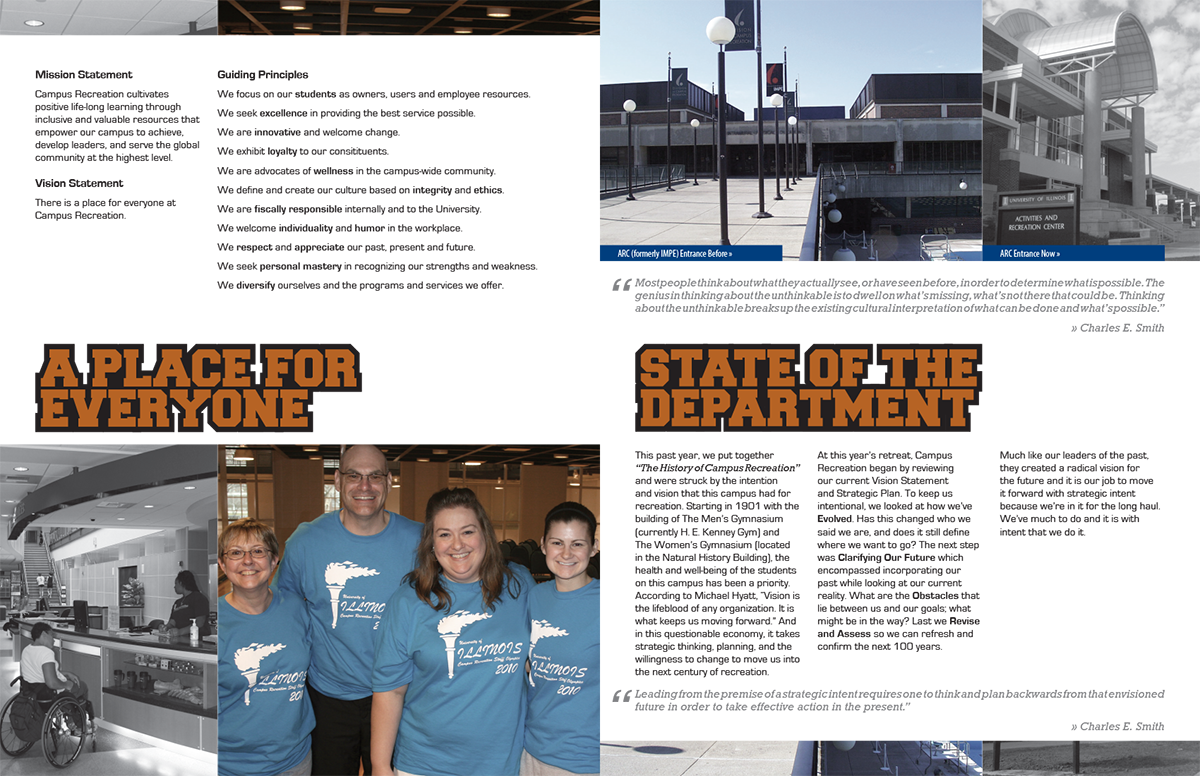 Mission Statement
Campus Recreation cultivates
positive life-long learning through
inclusive and valuable resources that
empower our campus to achieve,
develop leaders, and serve the global
community at the highest level.
Vision Statement
There is a place for everyone at
Campus Recreation.
Guiding Principles
We focus on our students as owners, users and employee resources.
We seek excellence in providing the best service possible.
We are innovative and welcome change.
We exhibit loyalty to our consitituents.
We are advocates of wellness in the campus-wide community.
We define and create our culture based on integrity and ethics.
We are fiscally responsible internally and to the University.
We welcome individuality and humor in the workplace.
We respect and appreciate our past, present and future.
We seek personal mastery in recognizing our strengths and weakness.
We diversify ourselves and the programs and services we offer.
A PLACE FOR
EVERYONE
University of
ILLINO
Campus Recreation
2
University of
ILLINOIS
Campus Recreation Staff Olympics
2010
ILLINOIS
Campus Recreation Staff
201
ILLINOIS
Campus Recreation Staff Olympics
2010
IMPE
UNIVERSITY OF ILLINOIS
ACTIVITIES AND
RECREATION CENTER
ARC (formerly IMPE) Entrance Before »
ARC Entrance Now »
“ Most people think about what they actually see, or have seen before, in order to determine what is possible. The
genius in thinking about the unthinkable is to dwell on what's missing, what's not there that could be. Thinking
about the unthinkable breaks up the existing cultural interpretation of what can be done and what's possible.”
» Charles E. Smith
STATE OF THE
DEPARTMENT
This past year, we put together
“The History of Campus Recreation”
and were struck by the intention
and vision that this campus had for
recreation. Starting in 1901 with the
building of The Men's Gymnasium
(currently H. E. Kenney Gym) and
The Women's Gymnasium (located
in the Natural History Building), the
health and well-being of the students
on this campus has been a priority.
According to Michael Hyatt, “Vision is
the lifeblood of any organization. It is
what keeps us moving forward." And
in this questionable economy, it takes
strategic thinking, planning, and the
willingness to change to move us into
the next century of recreation.
At this year's retreat, Campus
Recreation began by reviewing
our current Vision Statement
and Strategic Plan. To keep us
intentional, we looked at how we've
Evolved. Has this changed who we
said we are, and does it still define
where we want to go? The next step
was Clarifying Our Future which
encompassed incorporating our
past while looking at our current
reality. What are the Obstacles that
lie between us and our goals; what
might be in the way? Last we Revise
and Assess so we can refresh and
confirm the next 100 years.
Much like our leaders of the past,
they created a radical vision for
the future and it is our job to move
it forward with strategic intent
because we're in it for the long haul.
We've much to do and it is with
intent that we do it.
“ Leading from the premise of a strategic intent requires one to think and plan backwards from that envisioned
future in order to take effective action in the present.”
» Charles E. Smith